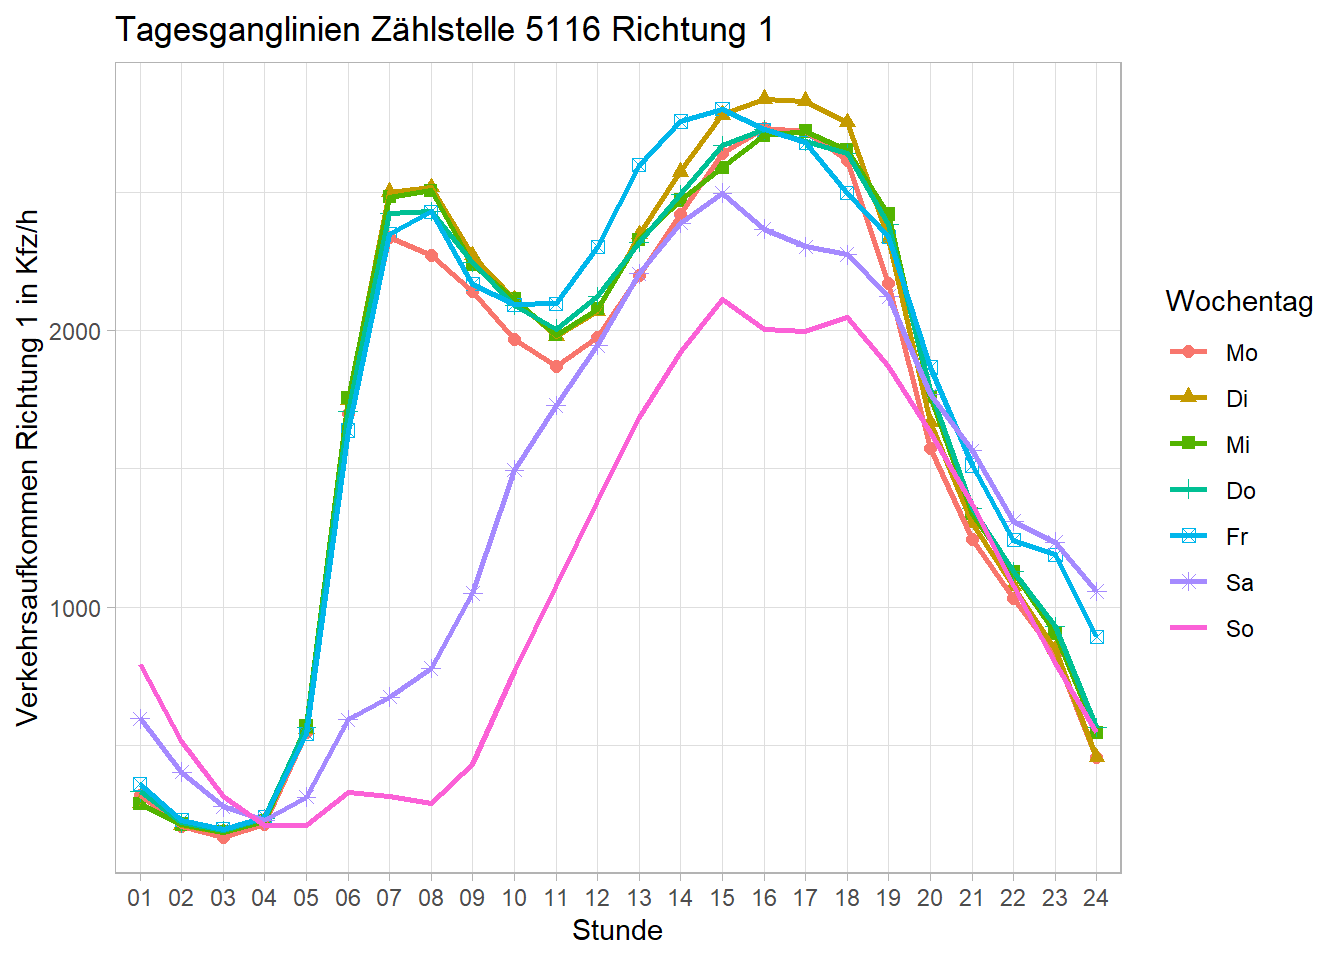 Tagesganglinien Zählstelle 5116 Richtung 1
Verkehrsaufkommen Richtung 1 in Kfz/h
2000
1000
01 02 03 04 05 06 07 08 09 10 11 12 13 14 15 16 17 18 19 20 21 22 23 24
Stunde
Wochentag
Mo
Di
Mi
Do
Fr
Sa
So